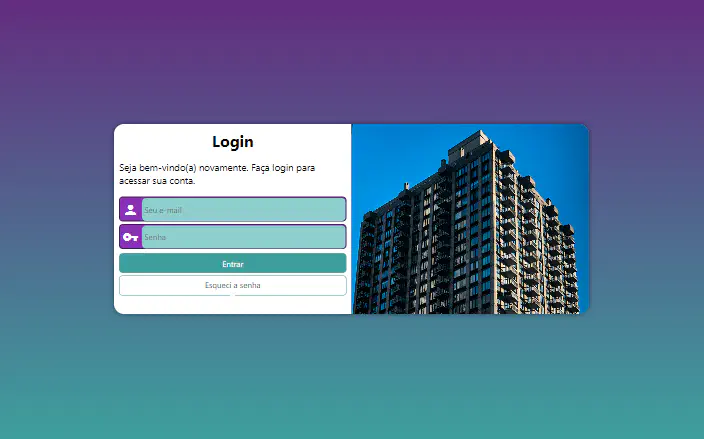 Login
Seja bem-vindo(a) novamente. Faça login para
acessar sua conta.
Seu e-mail
Senha
Entrar
Esqueci a senha